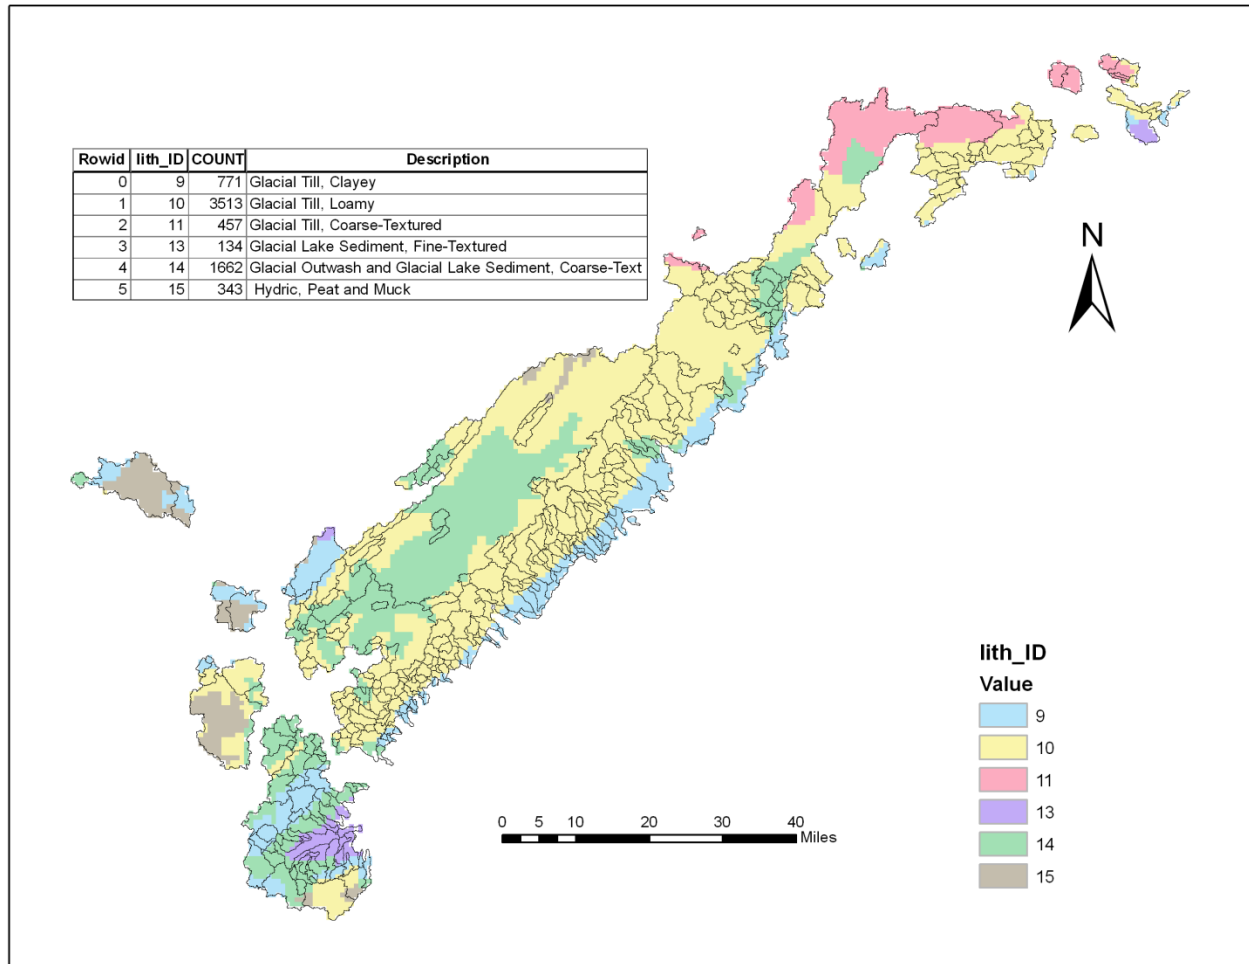 Rowid lith_ID COUNT Description
0 9 771 Glacial Till, Clayey
1 10 3513 Glacial Till, Loamy
2 11 457 Glacial Till, Coarse-Textured
3 13 134 Glacial Lake Sediment, Fine-Textured
4 14 1662 Glacial Outwash and Glacial Lake Sediment, Coarse-Text
5 15 343 Hydric, Peat and Muck
N
lith_ID
Value
9
10
11
13
14
15
0 5 10 20 30 40
Miles